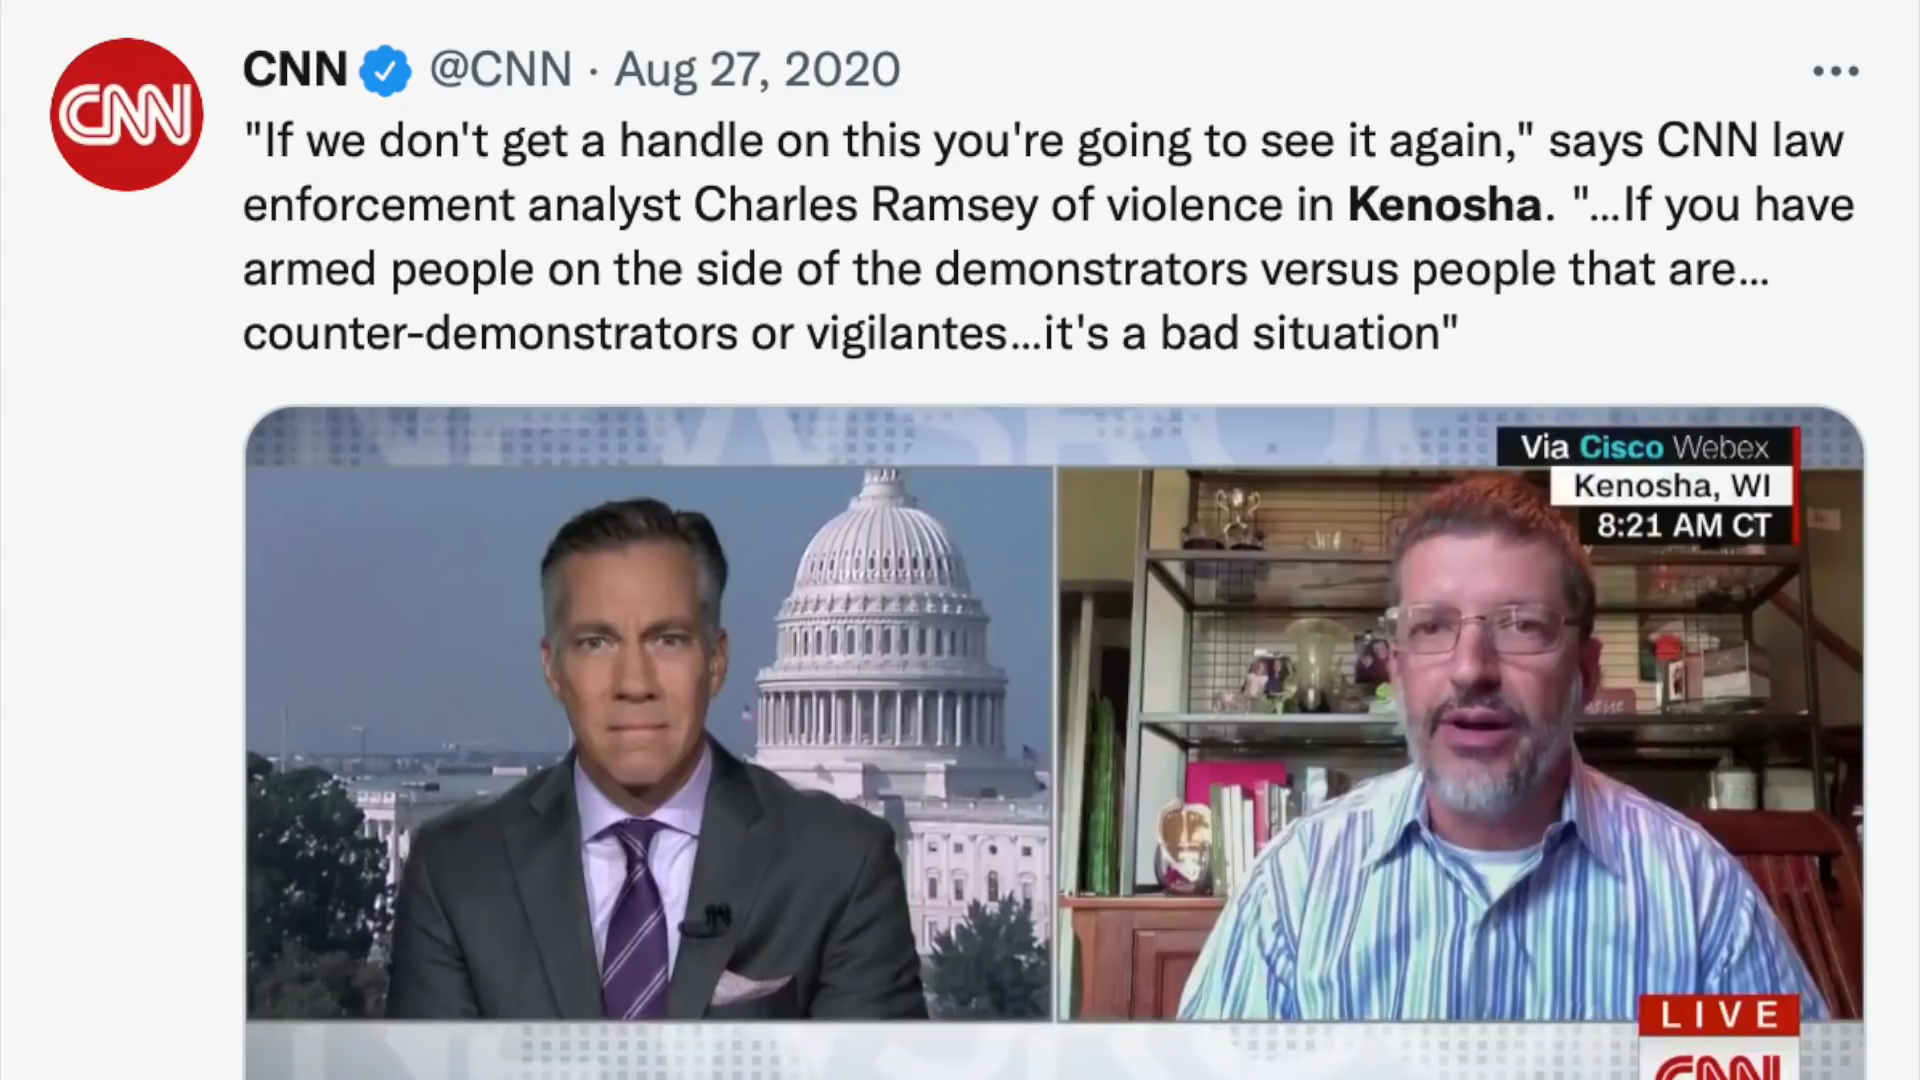 CNN
CNN @CNN · Aug 27, 2020
"If we don't get a handle on this you're going to see it again," says CNN law
enforcement analyst Charles Ramsey of violence in Kenosha. "...If you have
armed people on the side of the demonstrators versus people that are...
counter-demonstrators or vigilantes...it's a bad situation"
NEWSROO
Via Cisco Webex
Kenosha, WI
8:21 AM CT
LIVE
CNN